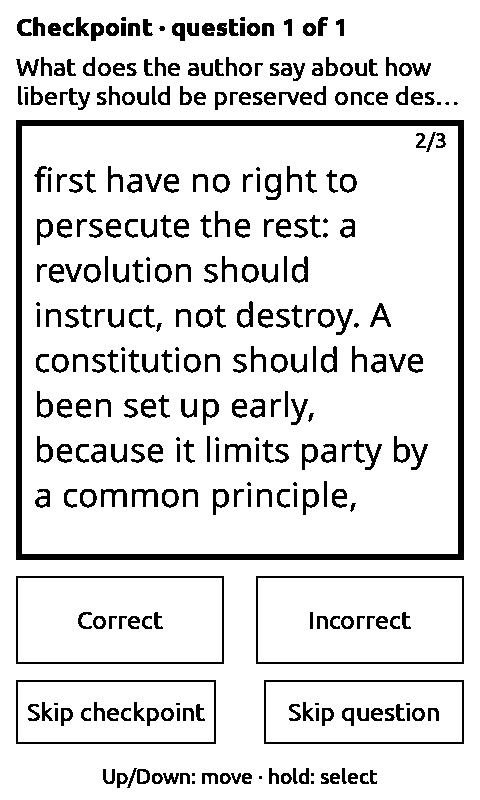 Checkpoint · question 1 of 1
What does the author say about how
liberty should be preserved once des…
2/3
first have no right to
persecute the rest: a
revolution should
instruct, not destroy. A
constitution should have
been set up early,
because it limits party by
a common principle,
Correct
Incorrect
Skip checkpoint
Skip question
Up/Down: move · hold: select